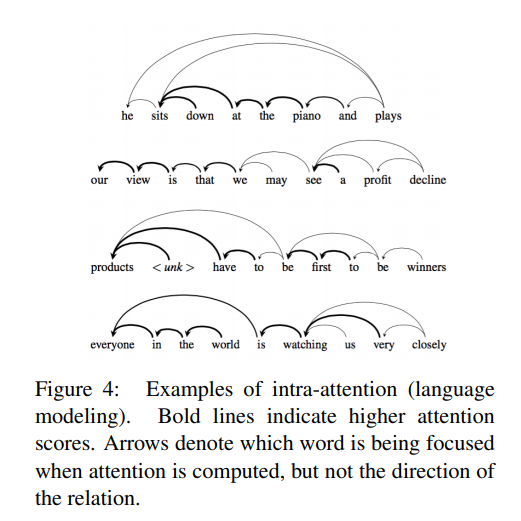 he sits down at the piano and plays
our view is that we may see a profit decline
products < unk > have to be first to be winners
everyone in the world is watching us very closely
Figure 4: Examples of intra-attention (language
modeling). Bold lines indicate higher attention
scores. Arrows denote which word is being focused
when attention is computed, but not the direction of
the relation.